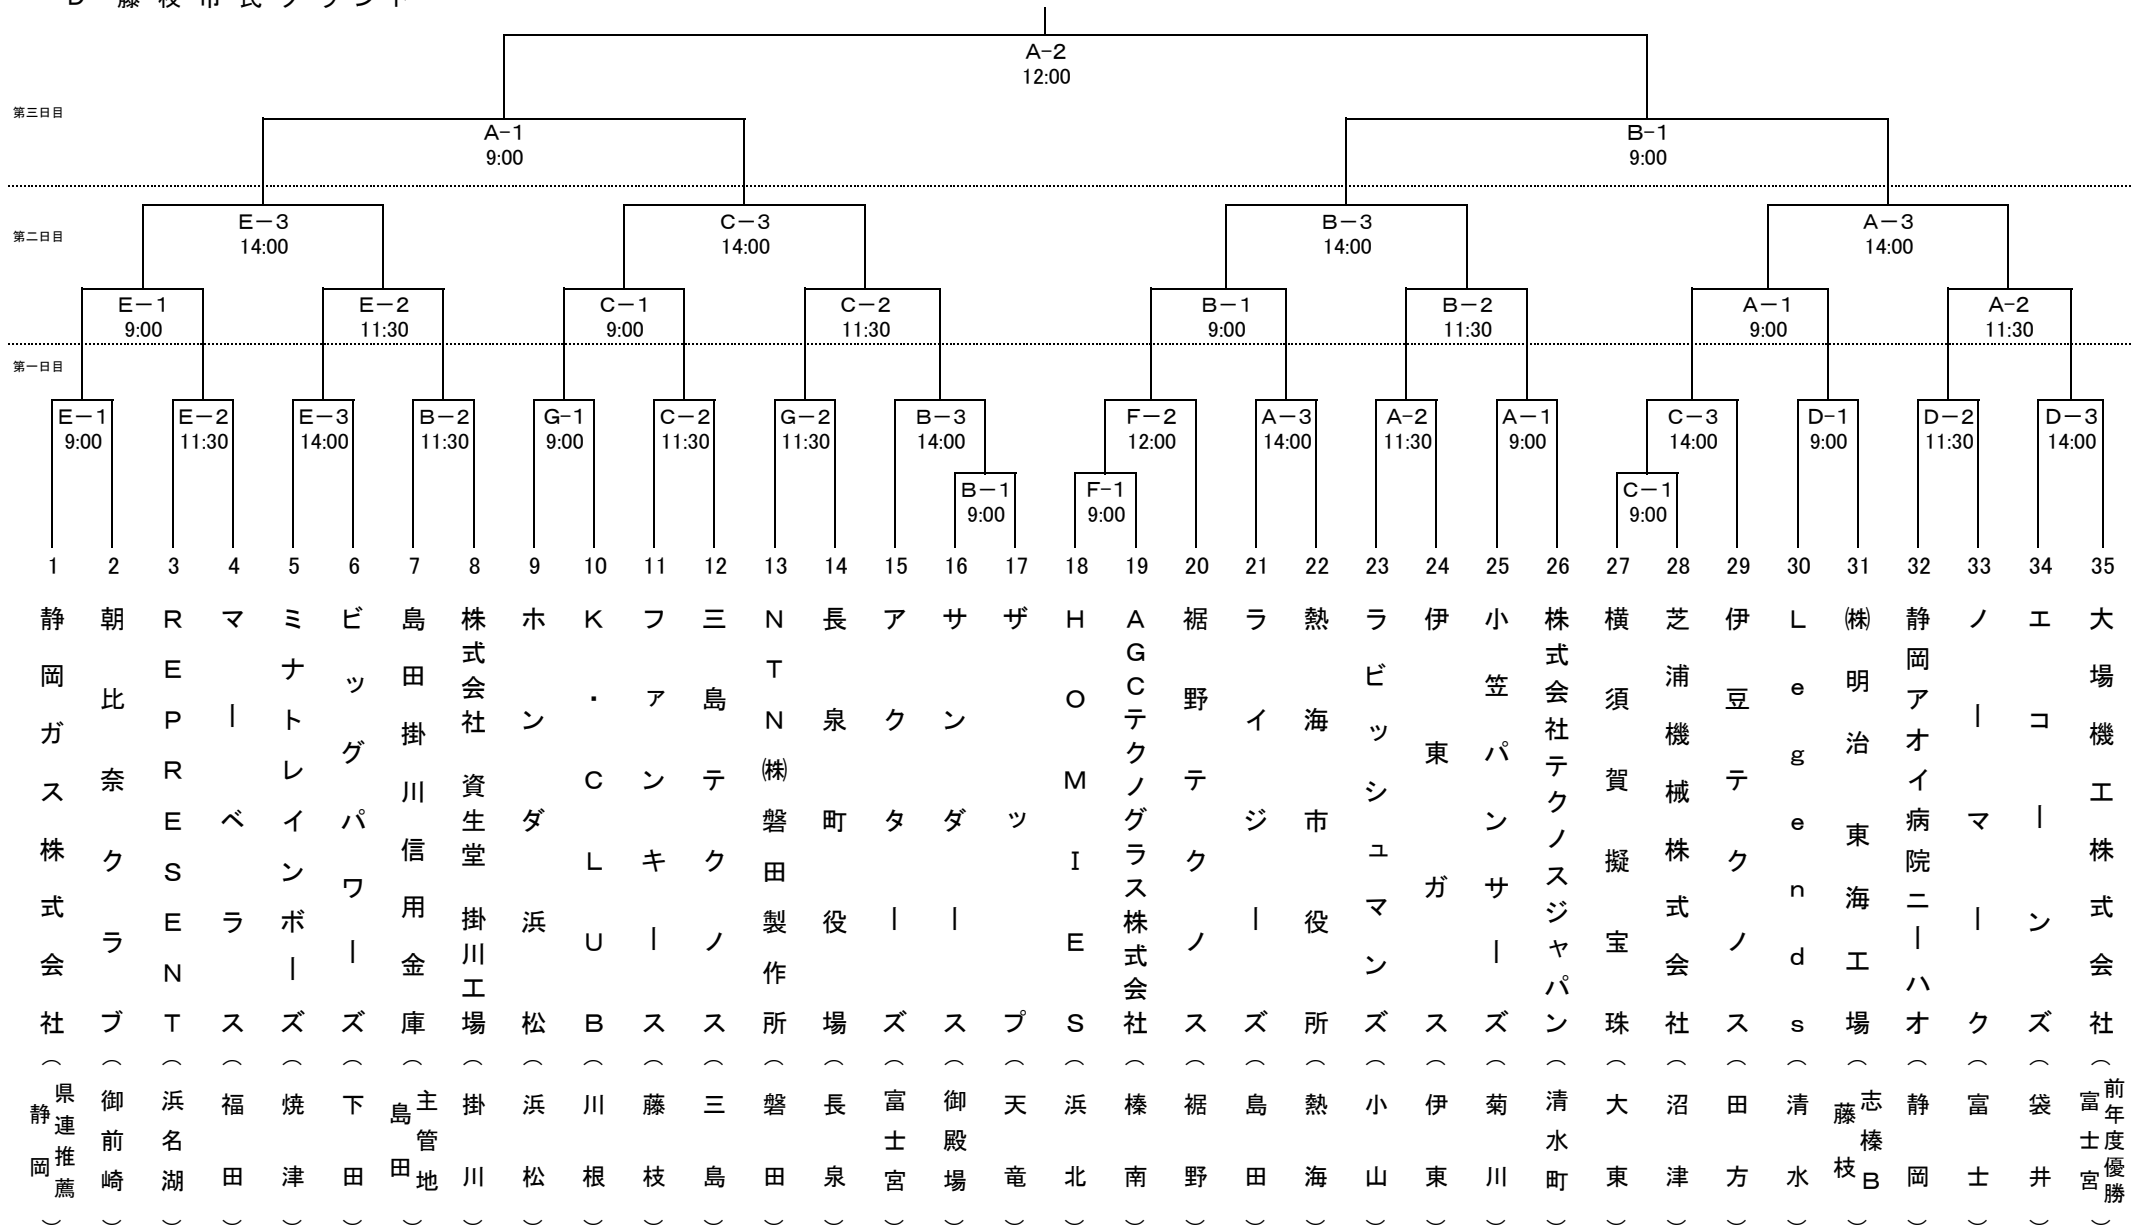 A-2
12:00
第三日目
A-1
9:00
B-1
9:00
第二日目
E－3
14:00
C－3
14:00
B－3
14:00
A－3
14:00
E－1
9:00
E－2
11:30
C－1
9:00
C－2
11:30
B－1
9:00
B－2
11:30
A－1
9:00
A-2
11:30
第一日目
E－1
9:00
E－2
11:30
E－3
14:00
B－2
11:30
G-1
9:00
C－2
11:30
G－2
11:30
B－3
14:00
F－2
12:00
A－3
14:00
A-2
11:30
A－1
9:00
C－3
14:00
D-1
9:00
D－2
11:30
D－3
14:00
B－1
9:00
F-1
9:00
C－1
9:00
1 静岡ガス株式会社（静岡 県連推薦）
2 朝比奈クラブ（御前崎）
3 ＲＥＰＲＥＳＥＮＴ（浜名湖）
4 マーベラス（福田）
5 ミナトレインボーズ（焼津）
6 ビッグパワーズ（下田）
7 島田掛川信用金庫（島田 主管地）
8 株式会社 資生堂 掛川工場（掛川）
9 ホンダ浜松（浜松）
10 Ｋ・ＣＬＵＢ（川根）
11 ファンキース（藤枝）
12 三島テクノス（三島）
13 ＮＴＮ㈱磐田製作所（磐田）
14 長泉町役場（長泉）
15 アクターズ（富士宮）
16 サンダース（御殿場）
17 ザップ（天竜）
18 ＨＯＭＩＥＳ（浜北）
19 ＡＧＣテクノグラス株式会社（榛南）
20 裾野テクノス（裾野）
21 ライジーズ（島田）
22 熱海市役所（熱海）
23 ラビッシュマンズ（小山）
24 伊東ガス（伊東）
25 小笠パンサーズ（菊川）
26 株式会社テクノスジャパン（清水町）
27 横須賀擬宝珠（大東）
28 芝浦機械株式会社（沼津）
29 伊豆テクノス（田方）
30 Ｌｅｇｅｎｄｓ（清水）
31 ㈱明治 東海工場（藤枝 志榛Ｂ）
32 静岡アオイ病院ニーハオ（静岡）
33 ノーマーク（富士）
34 エコーンズ（袋井）
35 大場機工株式会社（富士宮 前年度優勝）